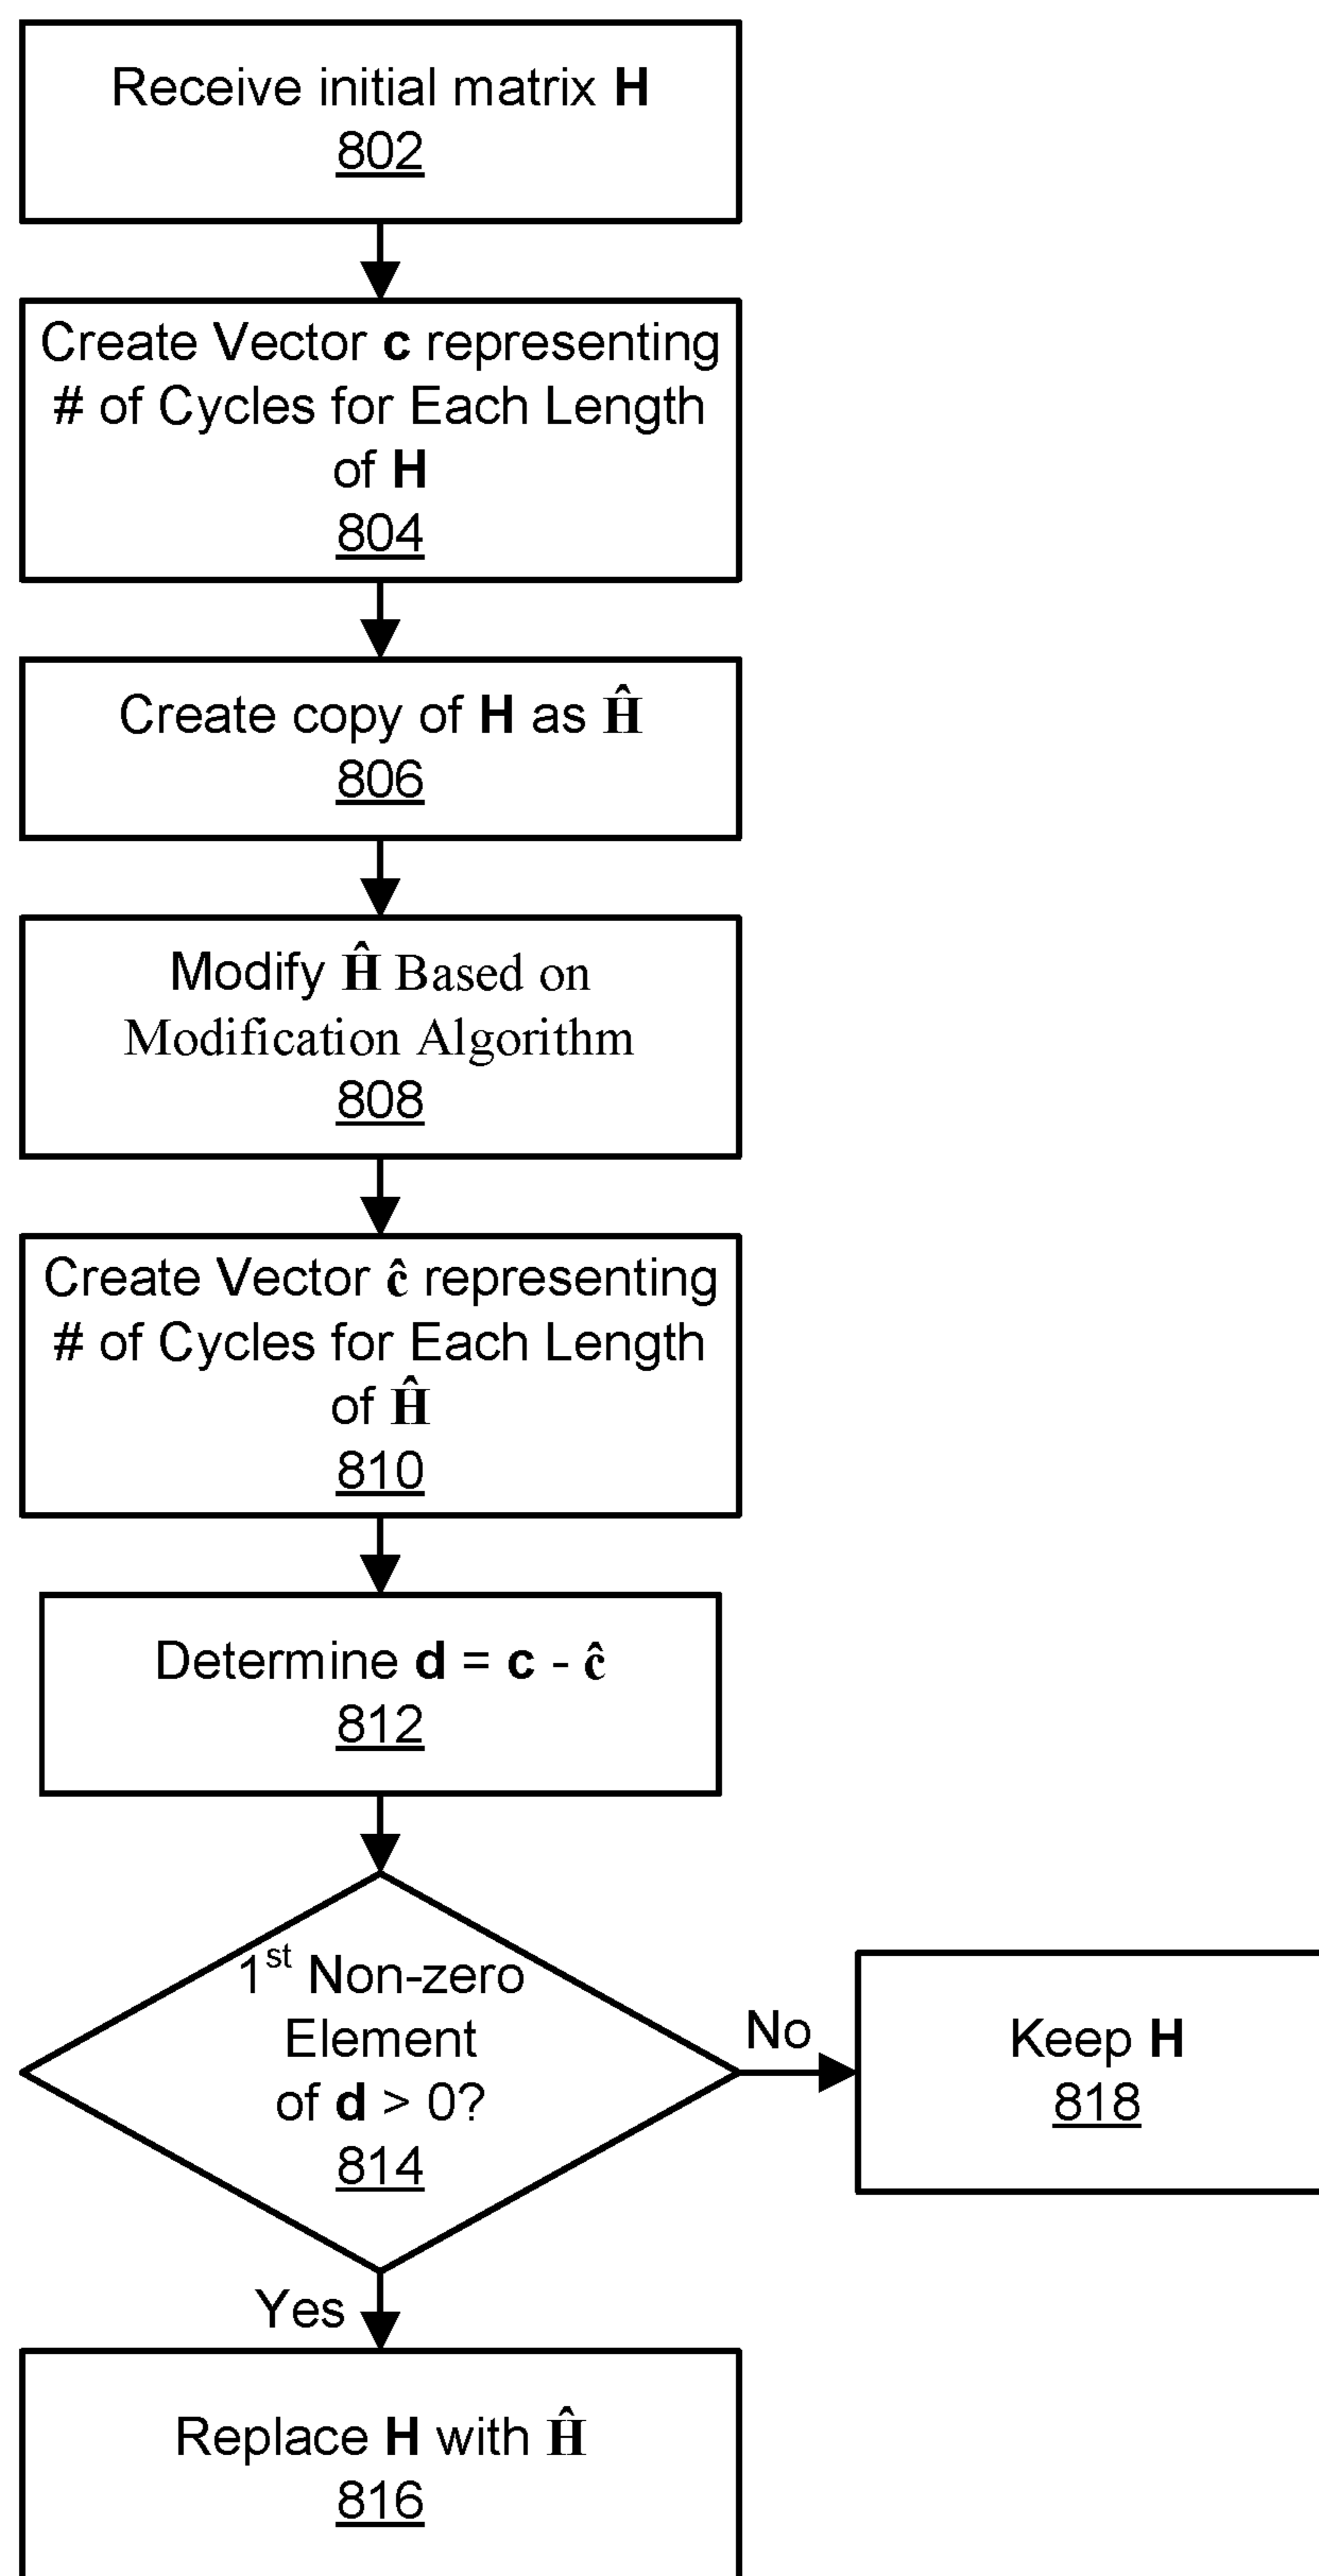 Receive initial matrix H
802
Create Vector c representing
# of Cycles for Each Length
of H
804
Create copy of H as Ĥ
806
Modify Ĥ Based on
Modification Algorithm
808
Create Vector ĉ representing
# of Cycles for Each Length
of Ĥ
810
Determine d = c - ĉ
812
1st Non-zero
Element
of d > 0?
814
No
Keep H
818
Yes
Replace H with Ĥ
816